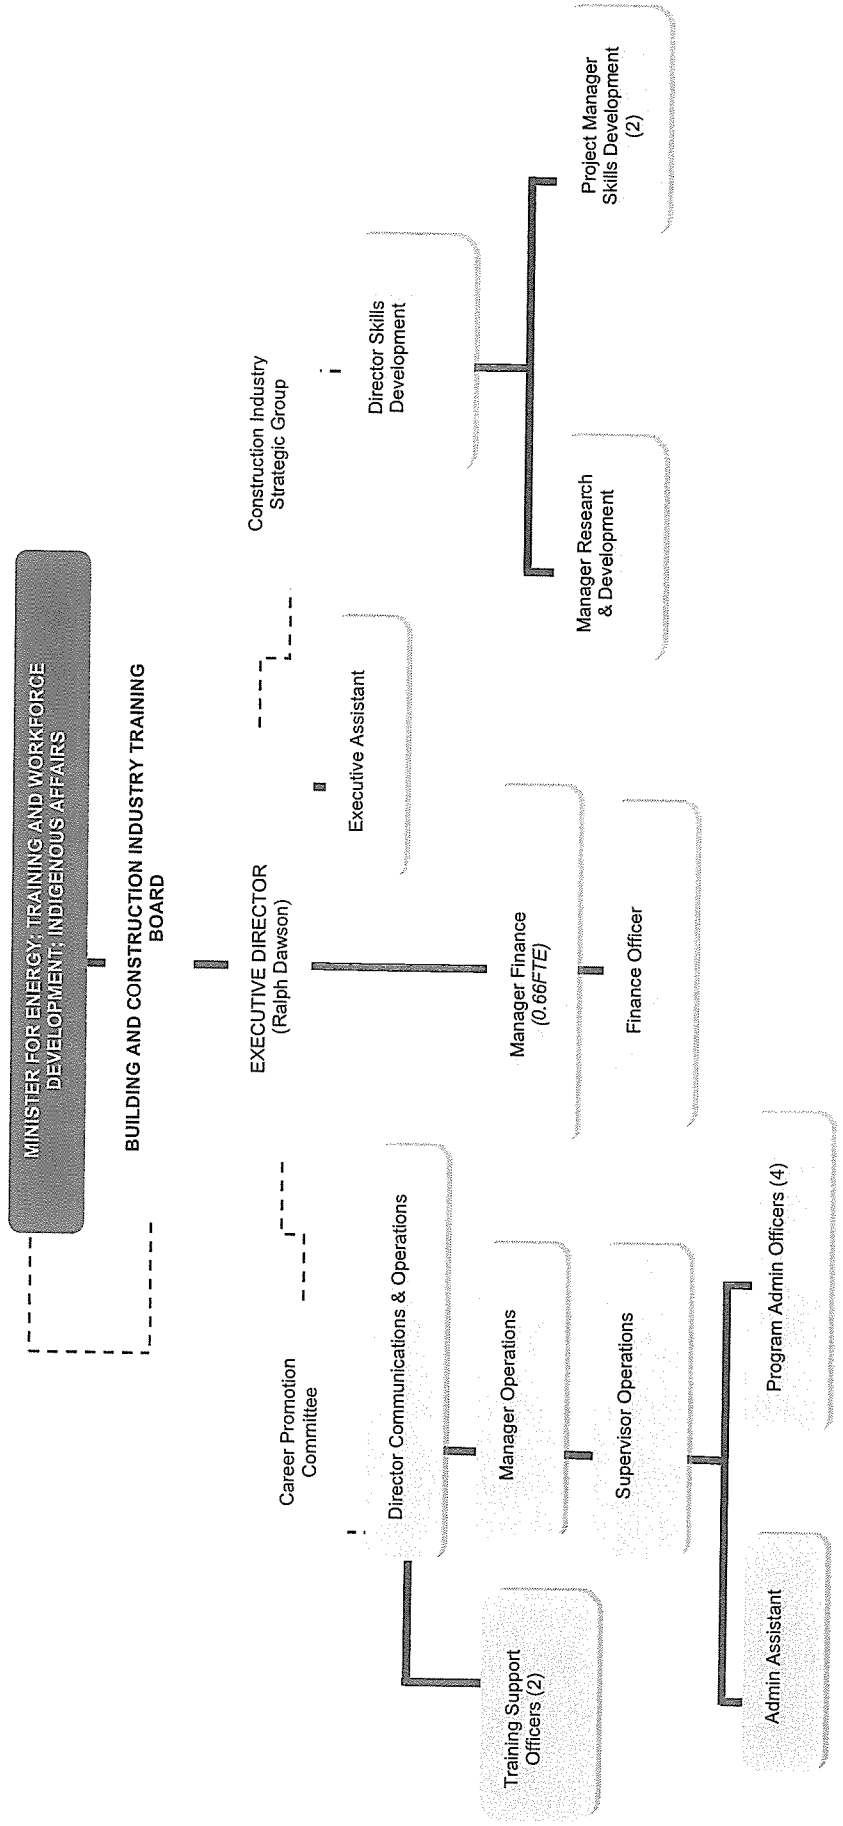 MINISTER FOR ENERGY; TRAINING AND WORKFORCE
DEVELOPMENT; INDIGENOUS AFFAIRS
BUILDING AND CONSTRUCTION INDUSTRY TRAINING
BOARD
EXECUTIVE DIRECTOR
(Ralph Dawson)
Career Promotion
Committee
Construction Industry
Strategic Group
Executive Assistant
Director Communications & Operations
Director Skills
Development
Training Support
Officers (2)
Manager Operations
Manager Finance
(0.66FTE)
Manager Research
& Development
Project Manager
Skills Development
(2)
Supervisor Operations
Finance Officer
Admin Assistant
Program Admin Officers (4)